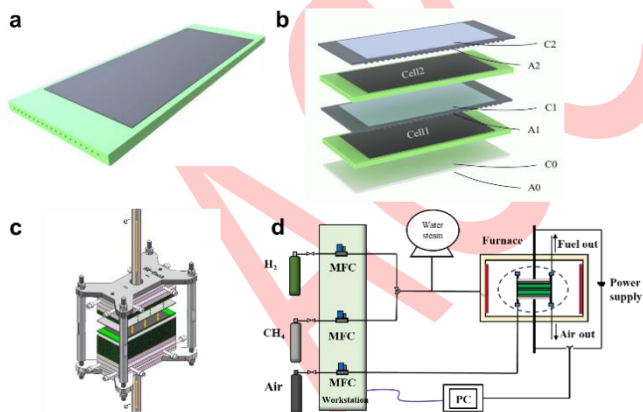 a
b
C2
A2
Cell2
C1
A1
Cell1
C0
A0
c
e⁻
e⁻
d
Water
steam
Furnace
Fuel out
H₂
MFC
Power
supply
CH₄
MFC
Air out
Air
MFC
Workstation
PC